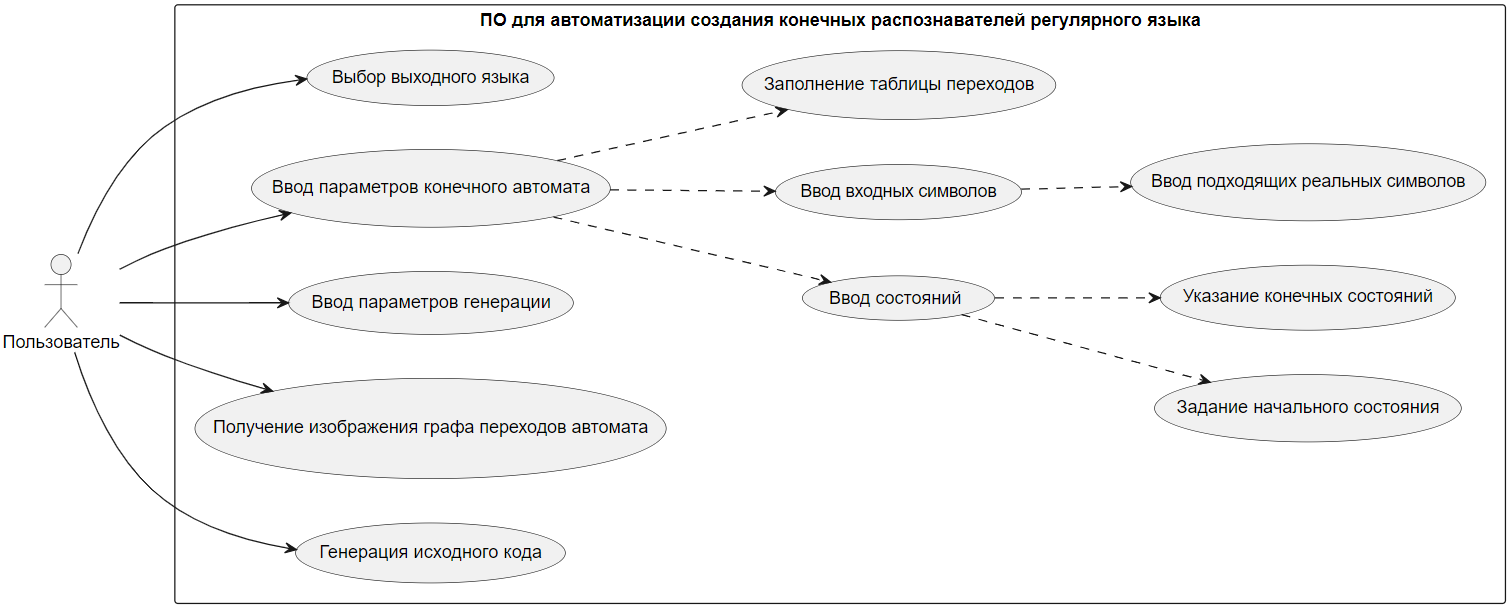 ПО для автоматизации создания конечных распознавателей регулярного языка
Выбор выходного языка
Заполнение таблицы переходов
Ввод параметров конечного автомата
Ввод входных символов
Ввод подходящих реальных символов
Ввод состояний
Указание конечных состояний
Ввод параметров генерации
Пользователь
Задание начального состояния
Получение изображения графа переходов автомата
Генерация исходного кода